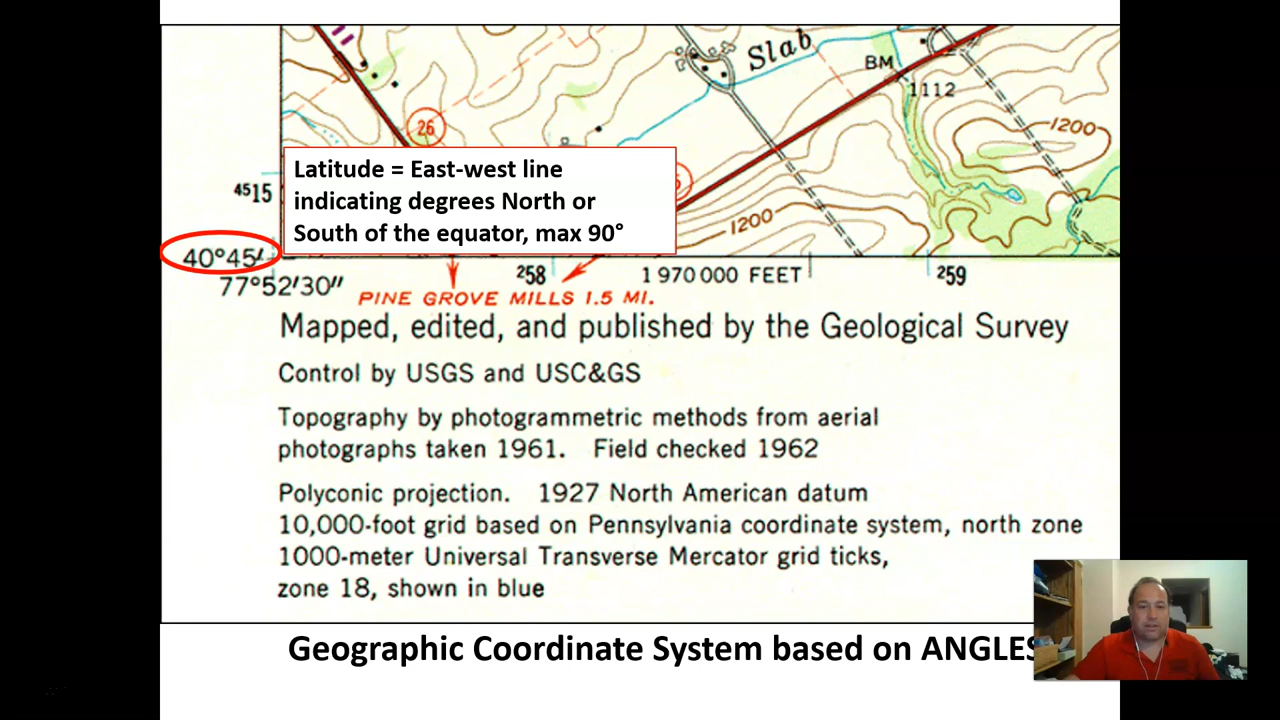 Slab
BM
1112
26
1200
Latitude = East-west line
indicating degrees North or
South of the equator, max 90°
4515
1200
40°45′
77°52′30″
258
1 970 000 FEET
259
PINE GROVE MILLS 1.5 MI.
Mapped, edited, and published by the Geological Survey
Control by USGS and USC&GS
Topography by photogrammetric methods from aerial
photographs taken 1961. Field checked 1962
Polyconic projection. 1927 North American datum
10,000-foot grid based on Pennsylvania coordinate system, north zone
1000-meter Universal Transverse Mercator grid ticks,
zone 18, shown in blue
Geographic Coordinate System based on ANGLES